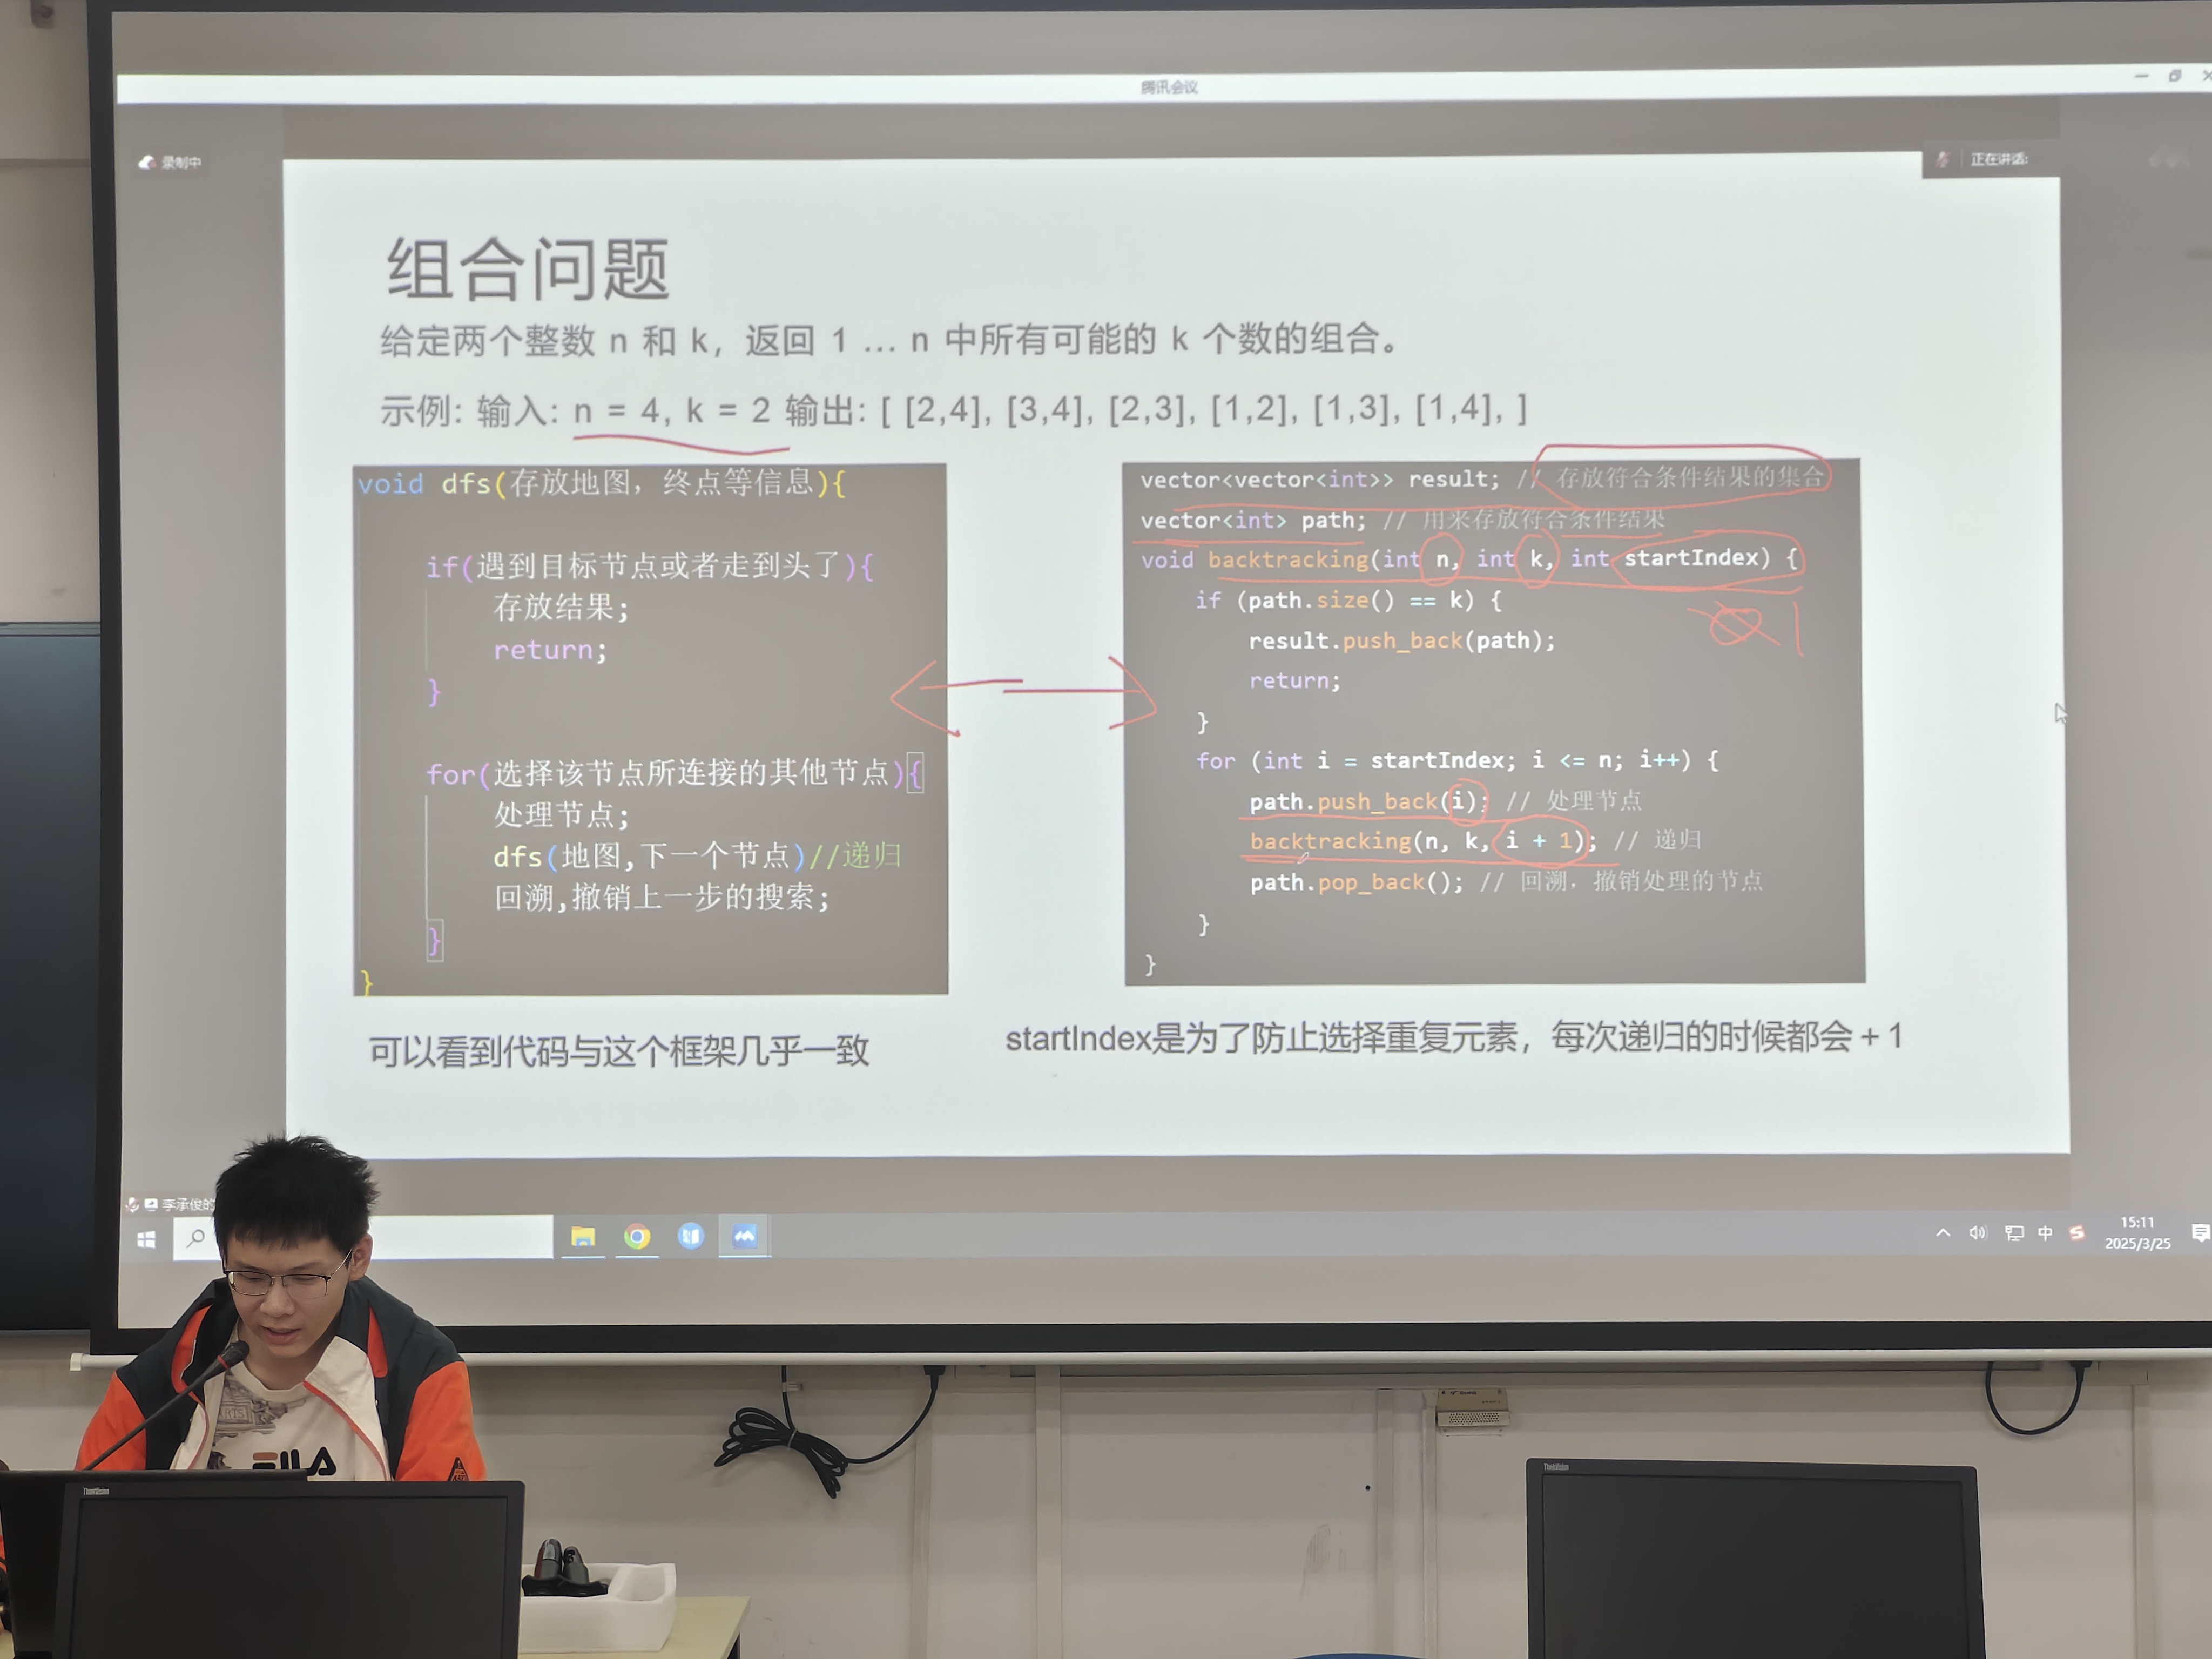 腾讯会议
录制中
正在讲话:
组合问题
给定两个整数 n 和 k，返回 1 ... n 中所有可能的 k 个数的组合。
示例: 输入: n = 4, k = 2 输出: [ [2,4], [3,4], [2,3], [1,2], [1,3], [1,4], ]
void dfs(存放地图，终点等信息){
if(遇到目标节点或者走到头了){
存放结果;
return;
}
for(选择该节点所连接的其他节点){
处理节点;
dfs(地图,下一个节点)//递归
回溯,撤销上一步的搜索;
}
}
vector<vector<int>> result; // 存放符合条件结果的集合
vector<int> path; // 用来存放符合条件结果
void backtracking(int n, int k, int startIndex) {
if (path.size() == k) {
result.push_back(path);
return;
}
for (int i = startIndex; i <= n; i++) {
path.push_back(i); // 处理节点
backtracking(n, k, i + 1); // 递归
path.pop_back(); // 回溯，撤销处理的节点
}
}
1
可以看到代码与这个框架几乎一致
startIndex是为了防止选择重复元素，每次递归的时候都会 + 1
李承俊的
中
15:11
2025/3/25
FILA
ThinkVision
ThinkVision